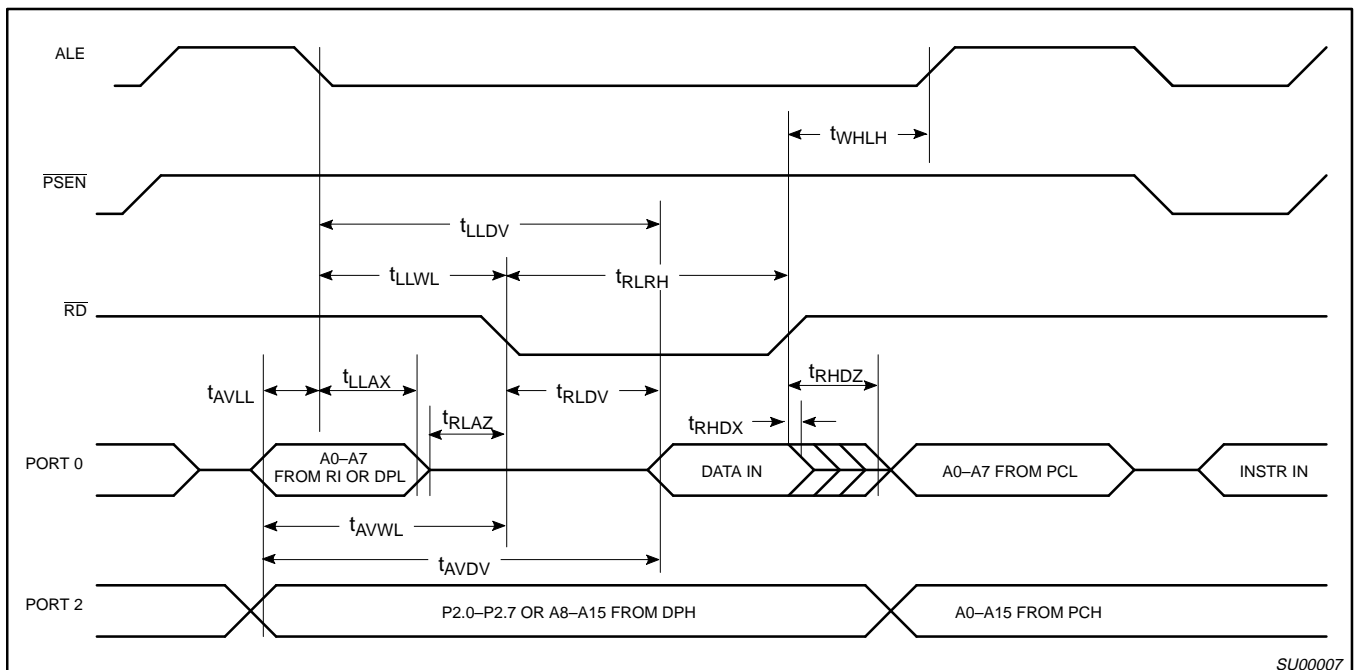 ALE
tWHLH
PSEN
tLLDV
tLLWL
tRLRH
RD
tAVLL
tLLAX
tRLAZ
tRLDV
tRHDZ
tRHDX
PORT 0
A0–A7
FROM RI OR DPL
DATA IN
A0–A7 FROM PCL
INSTR IN
tAVWL
tAVDV
PORT 2
P2.0–P2.7 OR A8–A15 FROM DPH
A0–A15 FROM PCH
SU00007